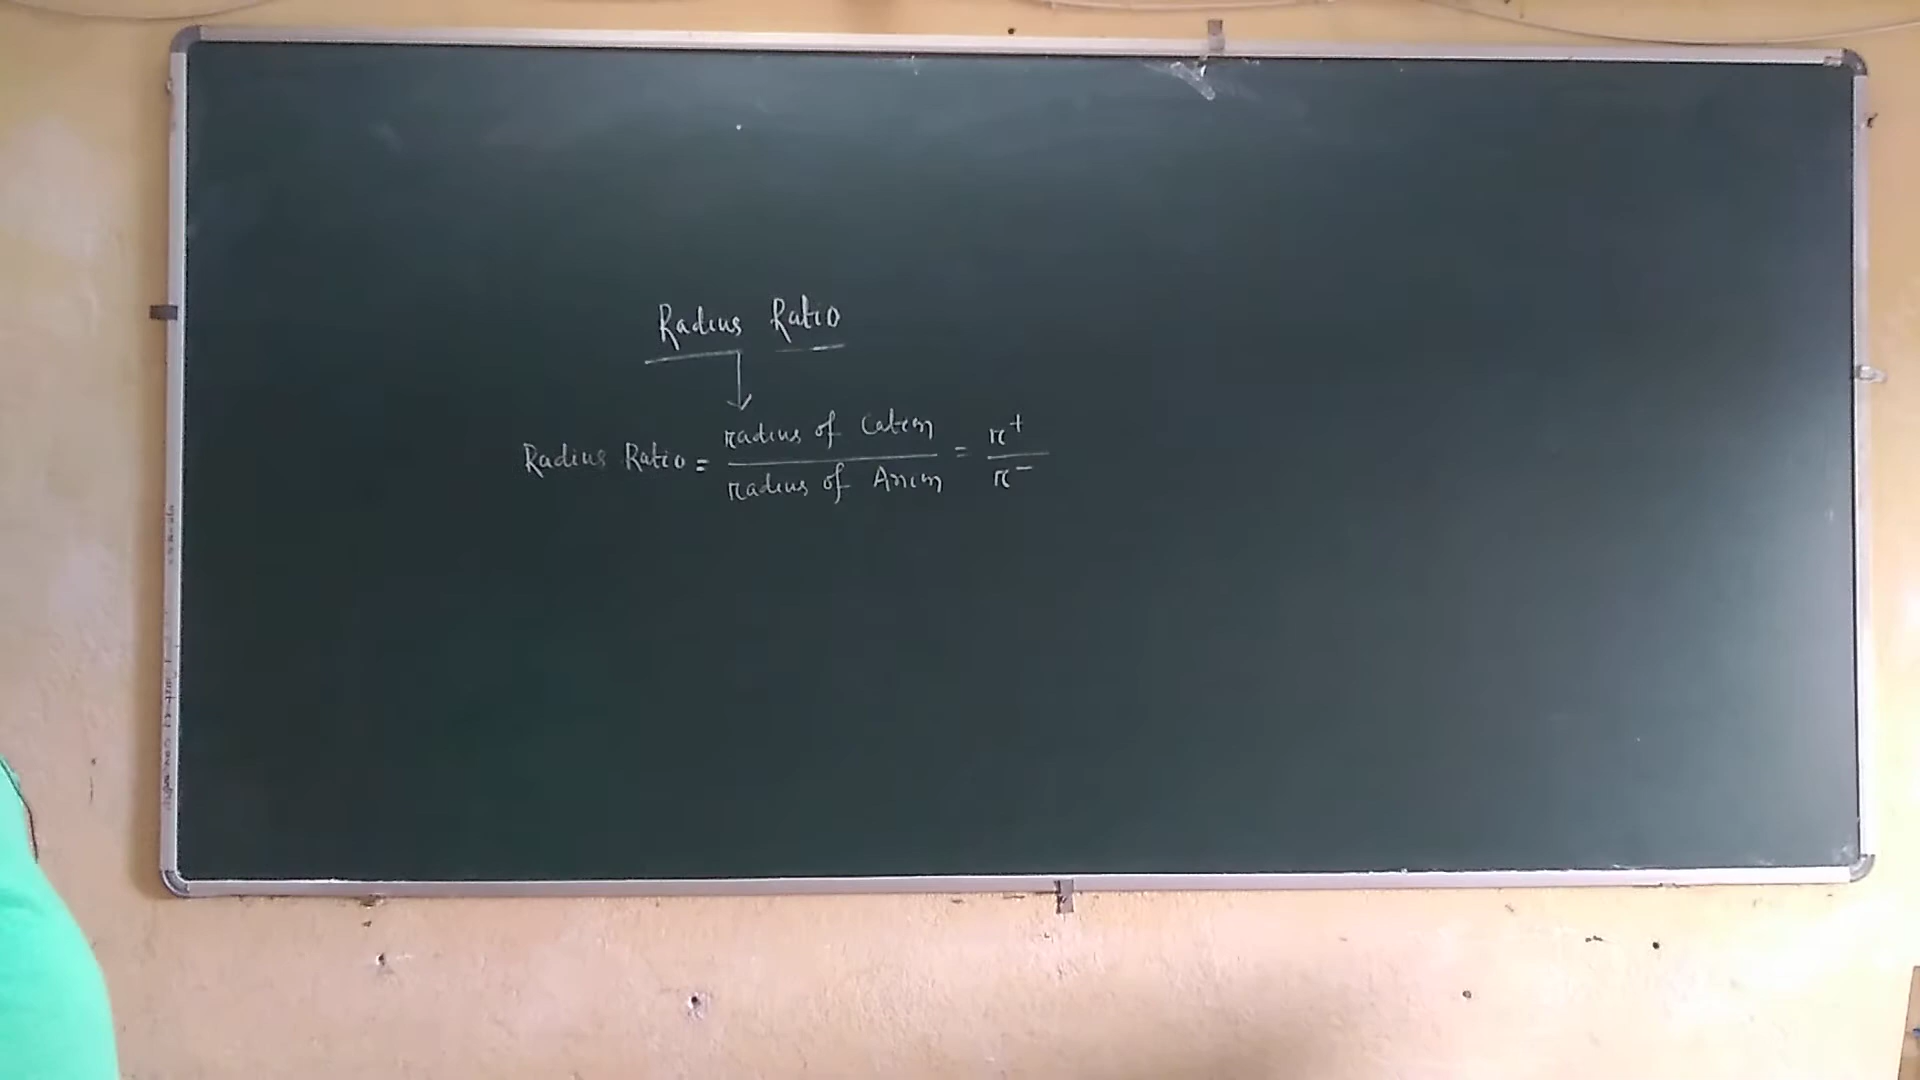 Radius Ratio
Radius Ratio = radius of Cation / radius of Anion = r⁺ / r⁻